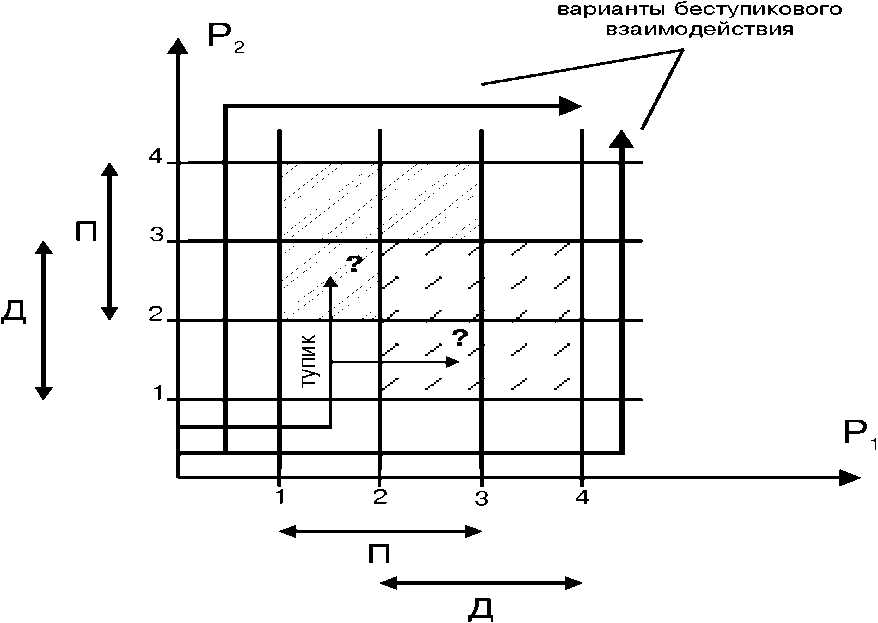 варианты беступикового
взаимодействия
P2
4
П
3
?
Д
2
?
тупик
1
P1
1 2 3 4
П
Д